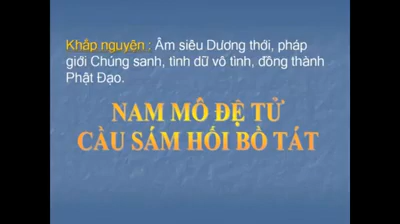 Khắp nguyện : Âm siêu Dương thới, pháp
giới Chúng sanh, tình dữ vô tình, đồng thành
Phật Đạo.
NAM MÔ ĐỆ TỬ
CẦU SÁM HỐI BỒ TÁT